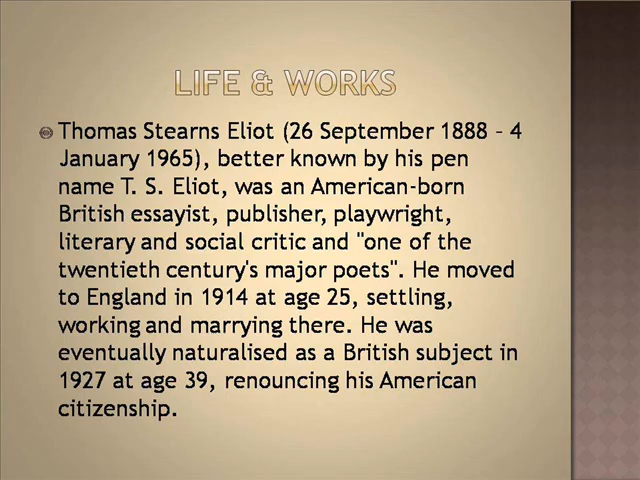 LIFE & WORKS
Thomas Stearns Eliot (26 September 1888 – 4
January 1965), better known by his pen
name T. S. Eliot, was an American-born
British essayist, publisher, playwright,
literary and social critic and "one of the
twentieth century's major poets". He moved
to England in 1914 at age 25, settling,
working and marrying there. He was
eventually naturalised as a British subject in
1927 at age 39, renouncing his American
citizenship.